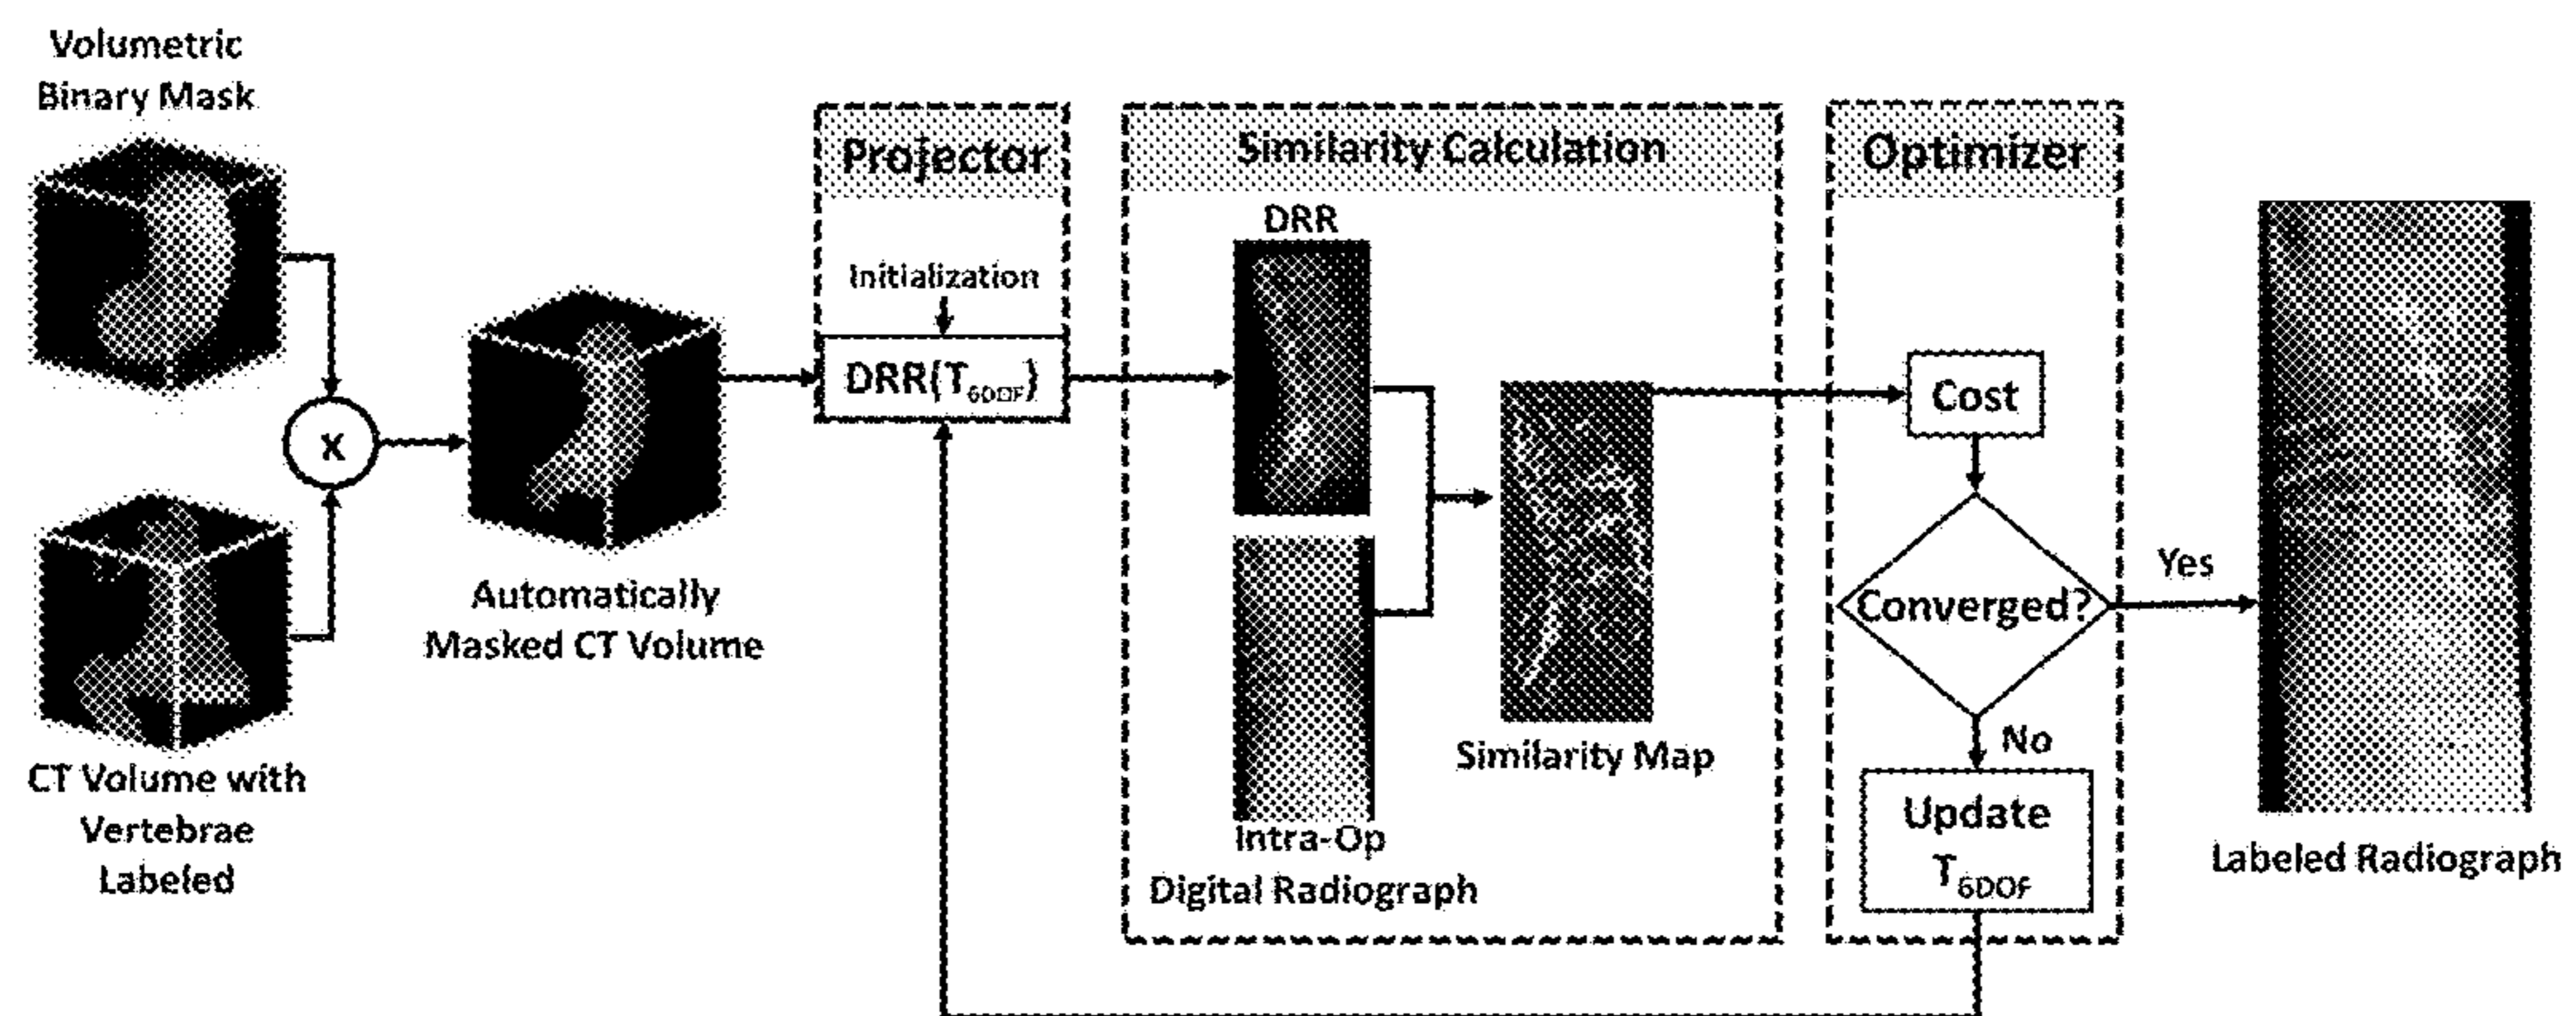 Volumetric
Binary Mask
CT Volume with
Vertebrae
Labeled
x
Automatically
Masked CT Volume
Projector
Initialization
DRR(T6DOF)
Similarity Calculation
DRR
Intra-Op
Digital Radiograph
Similarity Map
Optimizer
Cost
Converged?
Yes
No
Update
T6DOF
Labeled Radiograph